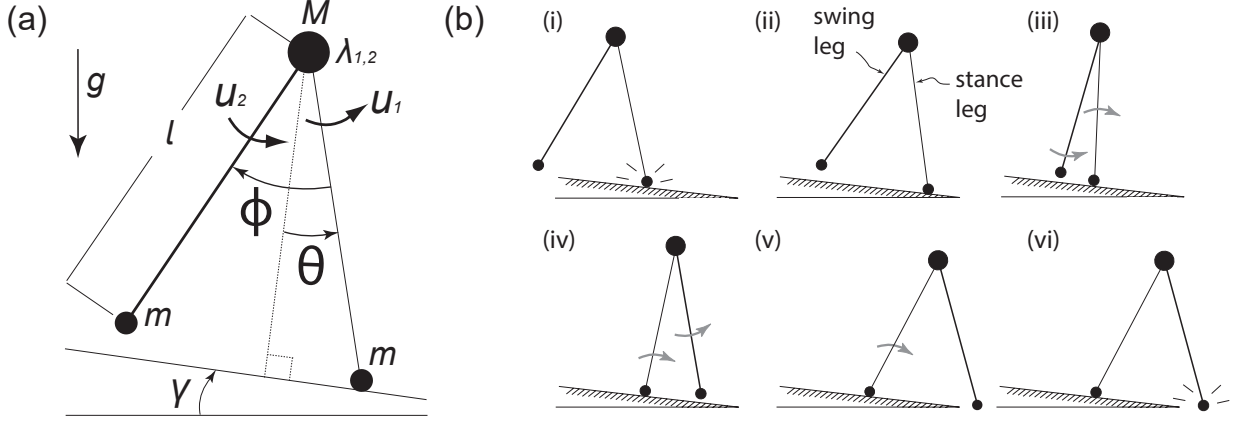 (a)
M
λ1,2
g
u2
u1
l
ϕ
θ
m
m
γ
(b)
(i)
(ii)
swing
leg
stance
leg
(iii)
(iv)
(v)
(vi)